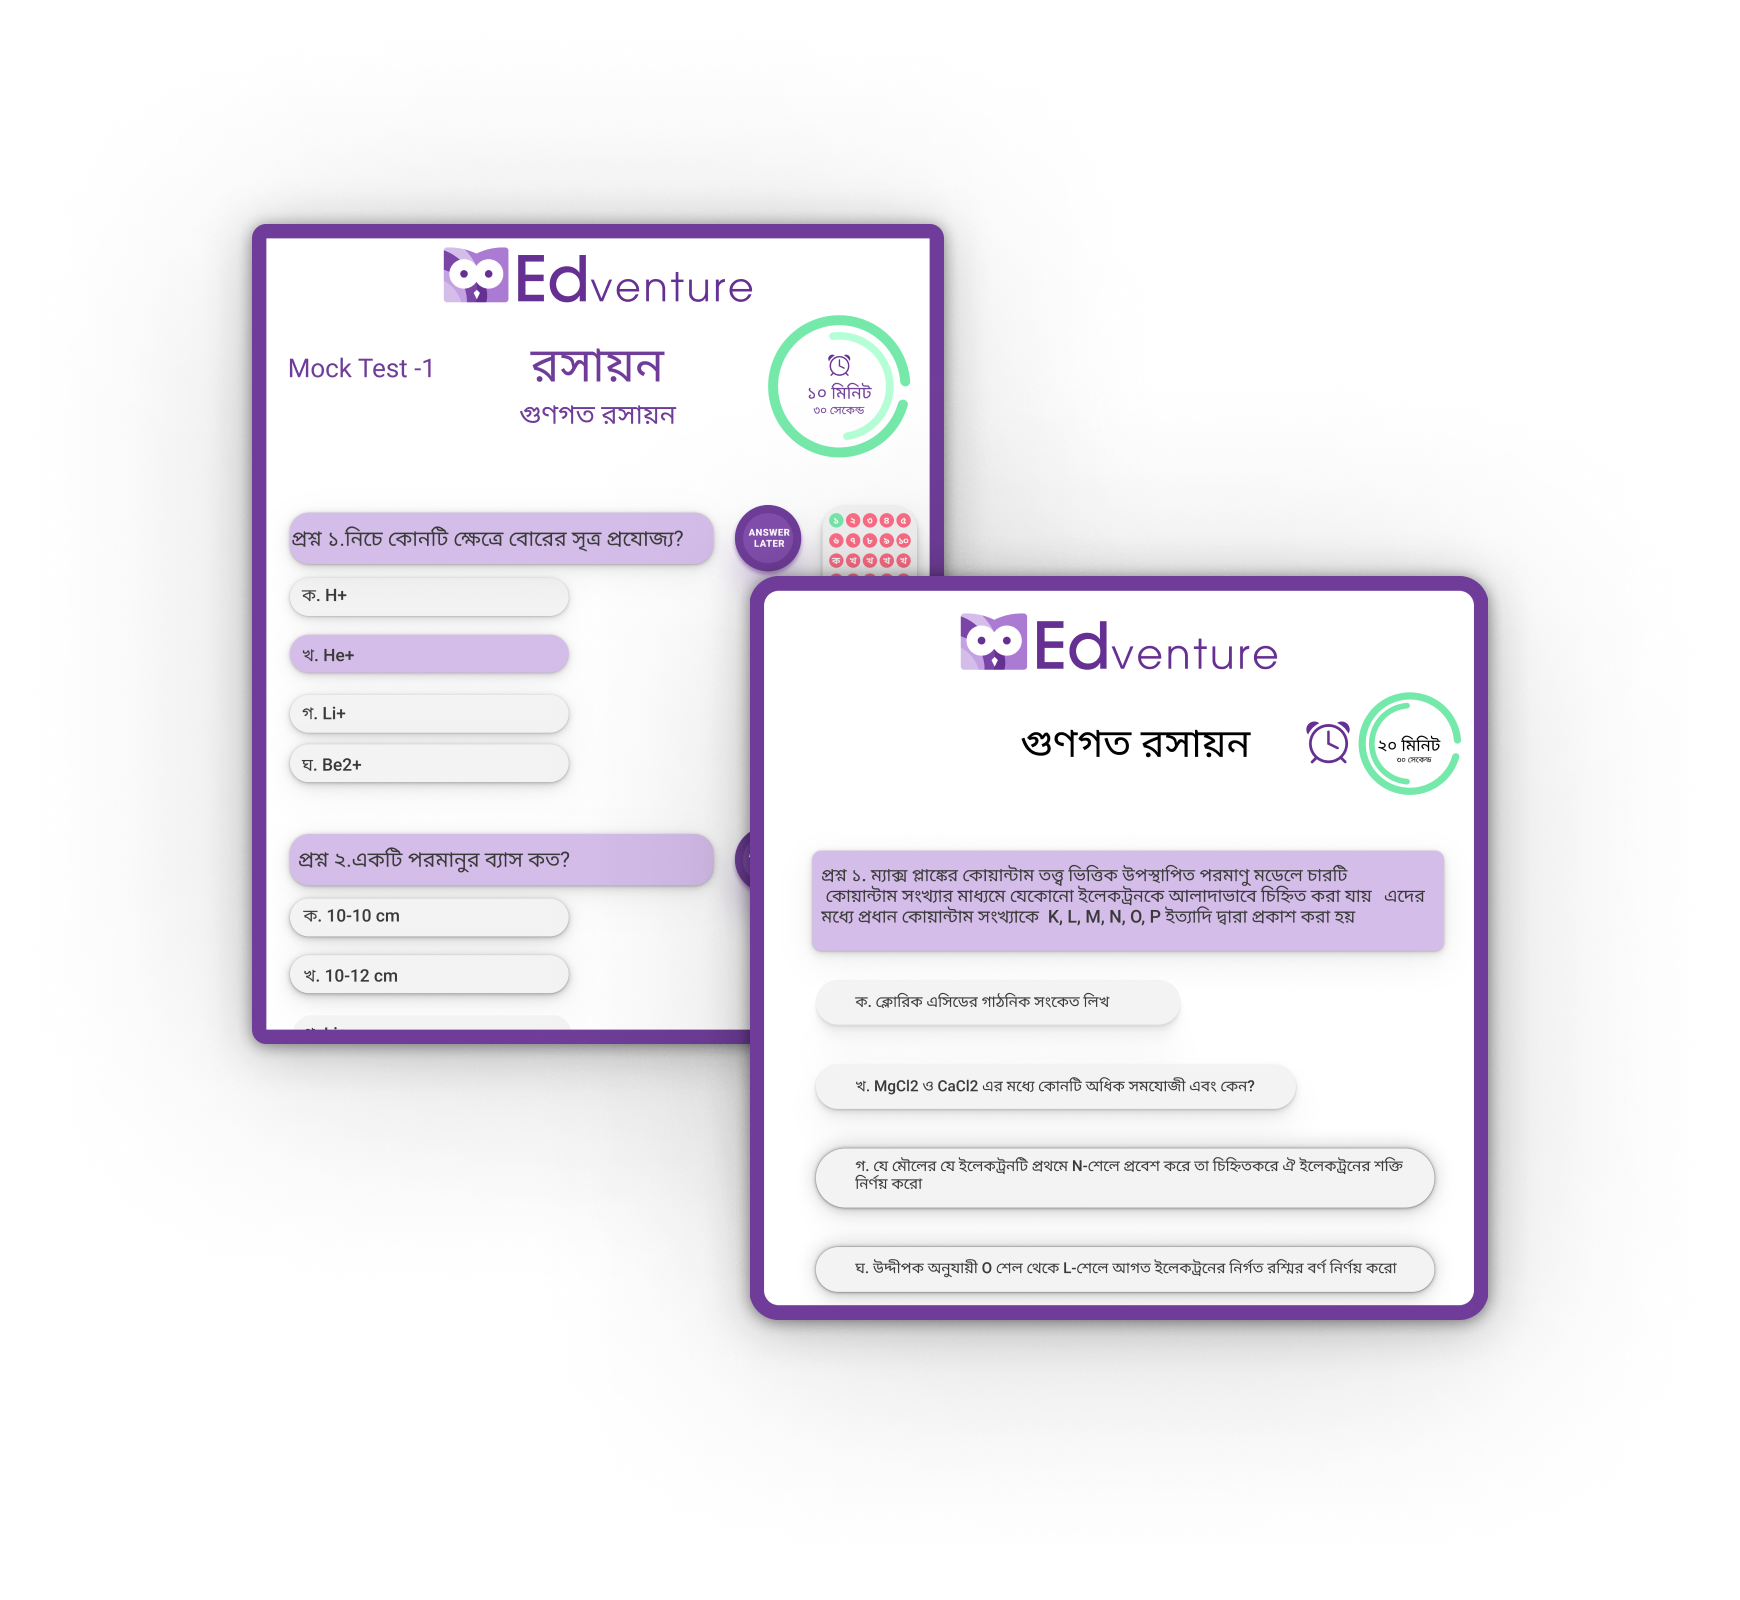 Edventure
Mock Test -1
রসায়ন
গুণগত রসায়ন
১০ মিনিট
৩০ সেকেন্ড
প্রশ্ন ১.নিচে কোনটি ক্ষেত্রে বোরের সূত্র প্রযোজ্য?
ANSWER
LATER
১ ২ ৩ ৪ ৫
৬ ৭ ৮ ৯ ১০
ক খ খ খ খ
ক. H+
খ. He+
গ. Li+
ঘ. Be2+
প্রশ্ন ২.একটি পরমানুর ব্যাস কত?
ক. 10-10 cm
খ. 10-12 cm
Edventure
গুণগত রসায়ন
২০ মিনিট
৩০ সেকেন্ড
প্রশ্ন ১. ম্যাক্স প্লাঙ্কের কোয়ান্টাম তত্ত্ব ভিত্তিক উপস্থাপিত পরমাণু মডেলে চারটি
কোয়ান্টাম সংখ্যার মাধ্যমে যেকোনো ইলেকট্রনকে আলাদাভাবে চিহ্নিত করা যায় এদের
মধ্যে প্রধান কোয়ান্টাম সংখ্যাকে K, L, M, N, O, P ইত্যাদি দ্বারা প্রকাশ করা হয়
ক. ক্লোরিক এসিডের গাঠনিক সংকেত লিখ
খ. MgCl2 ও CaCl2 এর মধ্যে কোনটি অধিক সমযোজী এবং কেন?
গ. যে মৌলের যে ইলেকট্রনটি প্রথমে N-শেলে প্রবেশ করে তা চিহ্নিতকরে ঐ ইলেকট্রনের শক্তি
নির্ণয় করো
ঘ. উদ্দীপক অনুযায়ী O শেল থেকে L-শেলে আগত ইলেকট্রনের নির্গত রশ্মির বর্ণ নির্ণয় করো